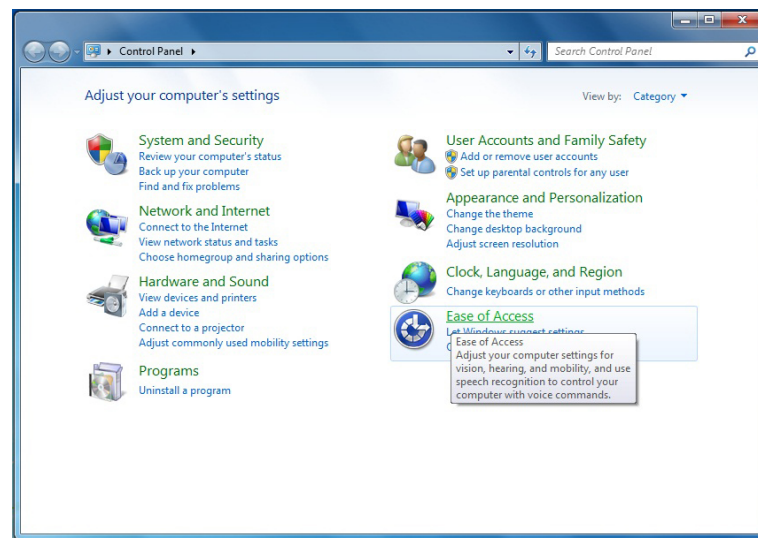 Control Panel
Search Control Panel
Adjust your computer's settings
View by: Category
System and Security
Review your computer's status
Back up your computer
Find and fix problems
Network and Internet
Connect to the Internet
View network status and tasks
Choose homegroup and sharing options
Hardware and Sound
View devices and printers
Add a device
Connect to a projector
Adjust commonly used mobility settings
Programs
Uninstall a program
User Accounts and Family Safety
Add or remove user accounts
Set up parental controls for any user
Appearance and Personalization
Change the theme
Change desktop background
Adjust screen resolution
Clock, Language, and Region
Change keyboards or other input methods
Ease of Access
Let Windows suggest settings
Ease of Access
Adjust your computer settings for
vision, hearing, and mobility, and use
speech recognition to control your
computer with voice commands.